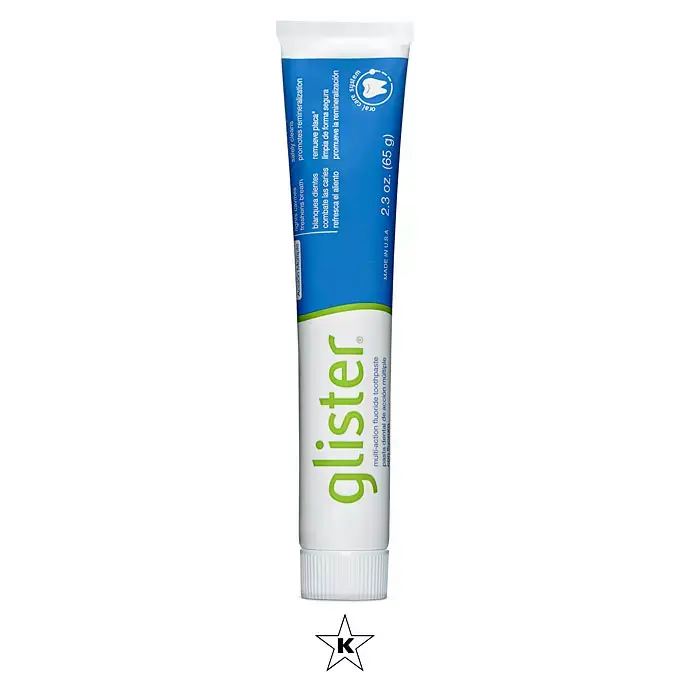 glister®
multi-action fluoride toothpaste
pasta dental de acción múltiple
fights cavities
freshens breath
safely cleans
promotes remineralization
blanquea dientes
combate las caries
refresca el aliento
remueve placa*
limpia de forma segura
promueve la remineralización
MADE IN U.S.A
2.3 oz. (65 g)
oral care system
K